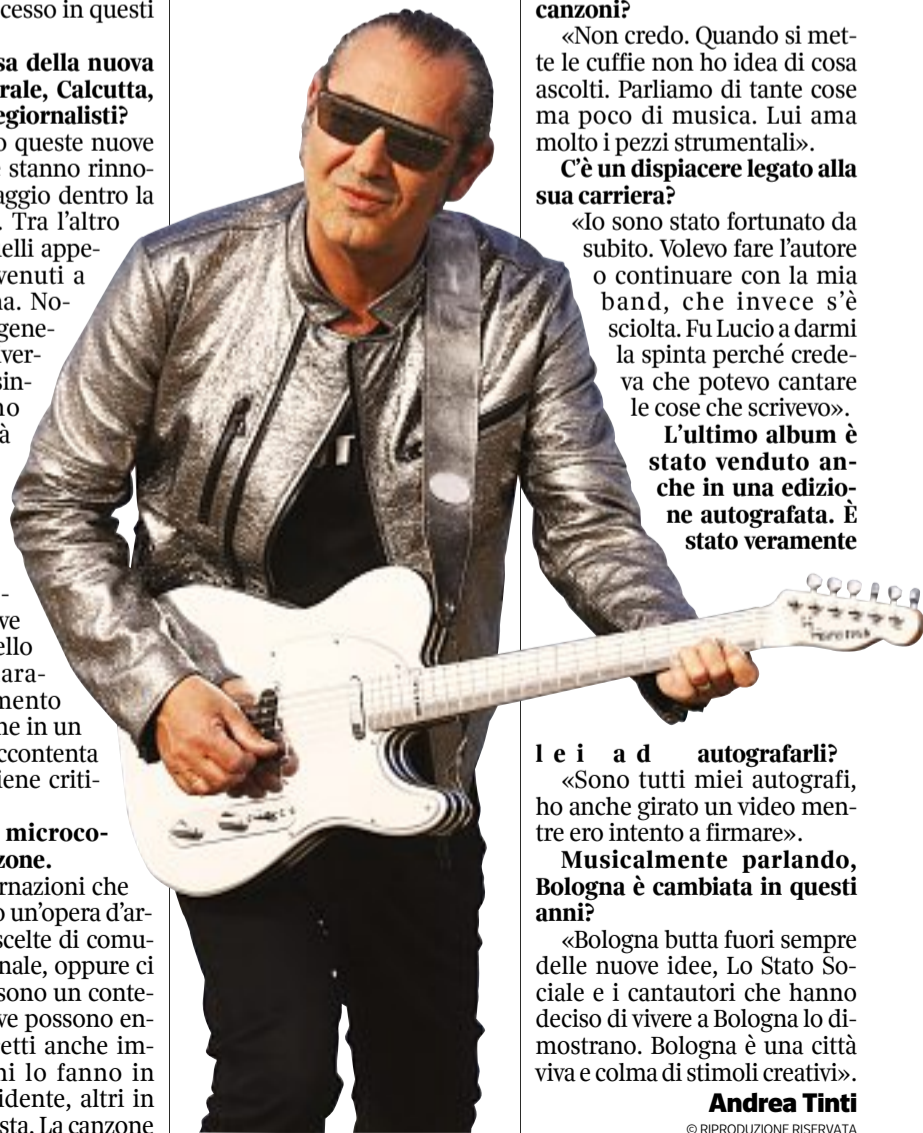 cesso in questi
sa della nuova
rale, Calcutta,
egiornalisti?
o queste nuove
stanno rinno-
aggio dentro la
. Tra l’altro
elli appe-
venuti a
na. No-
gene-
ver-
sin-
no
à
-
ve
ello
ara-
mento
ne in un
ccontenta
iene criti-
microco-
zone.
rnazioni che
o un’opera d’ar-
scelte di comu-
nale, oppure ci
sono un conte-
ve possono en-
etti anche im-
ni lo fanno in
idente, altri in
sta. La canzone
canzoni?
«Non credo. Quando si met-
te le cuffie non ho idea di cosa
ascolti. Parliamo di tante cose
ma poco di musica. Lui ama
molto i pezzi strumentali».
C’è un dispiacere legato alla
sua carriera?
«Io sono stato fortunato da
subito. Volevo fare l’autore
o continuare con la mia
band, che invece s’è
sciolta. Fu Lucio a darmi
la spinta perché crede-
va che potevo cantare
le cose che scrivevo».
L’ultimo album è
stato venduto an-
che in una edizio-
ne autografata. È
stato veramente
lei ad autografarli?
«Sono tutti miei autografi,
ho anche girato un video men-
tre ero intento a firmare».
Musicalmente parlando,
Bologna è cambiata in questi
anni?
«Bologna butta fuori sempre
delle nuove idee, Lo Stato So-
ciale e i cantautori che hanno
deciso di vivere a Bologna lo di-
mostrano. Bologna è una città
viva e colma di stimoli creativi».
Andrea Tinti
© RIPRODUZIONE RISERVATA